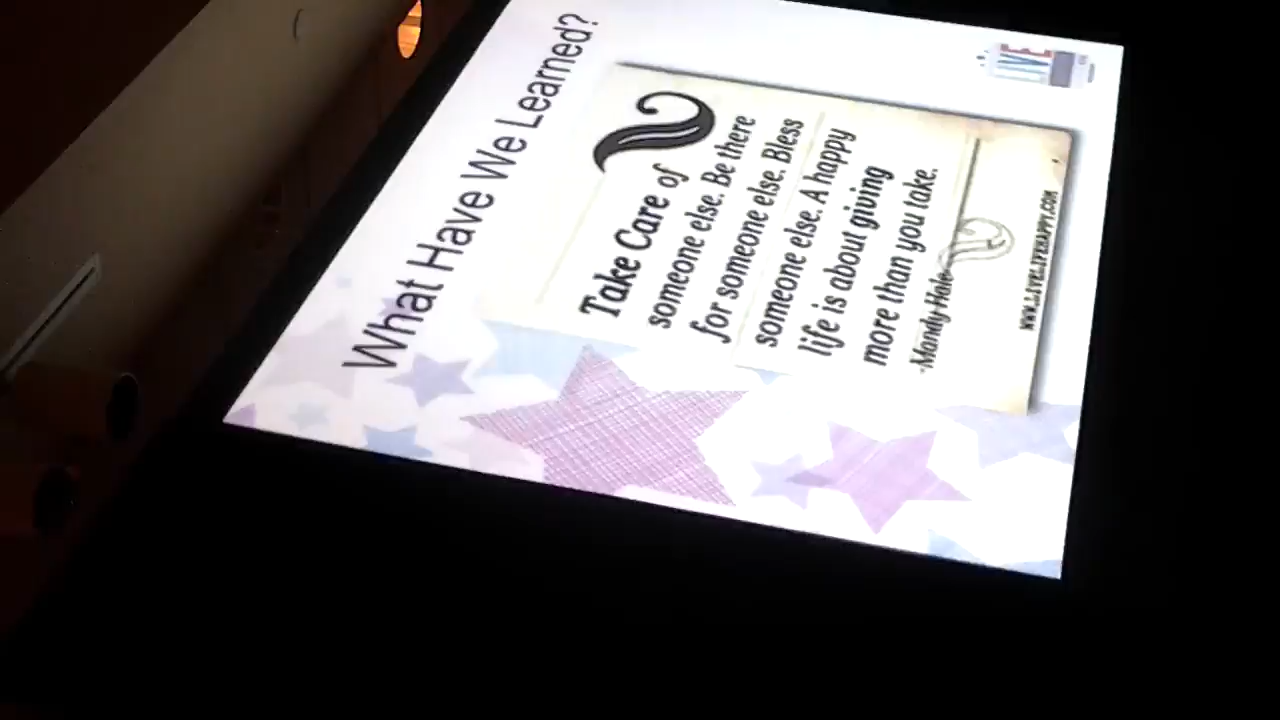 What Have We Learned?
Take Care of
someone else. Be there
for someone else. Bless
someone else. A happy
life is about giving
more than you take.
-Mandy Hale
WWW.LIVELIFEHAPPY.COM